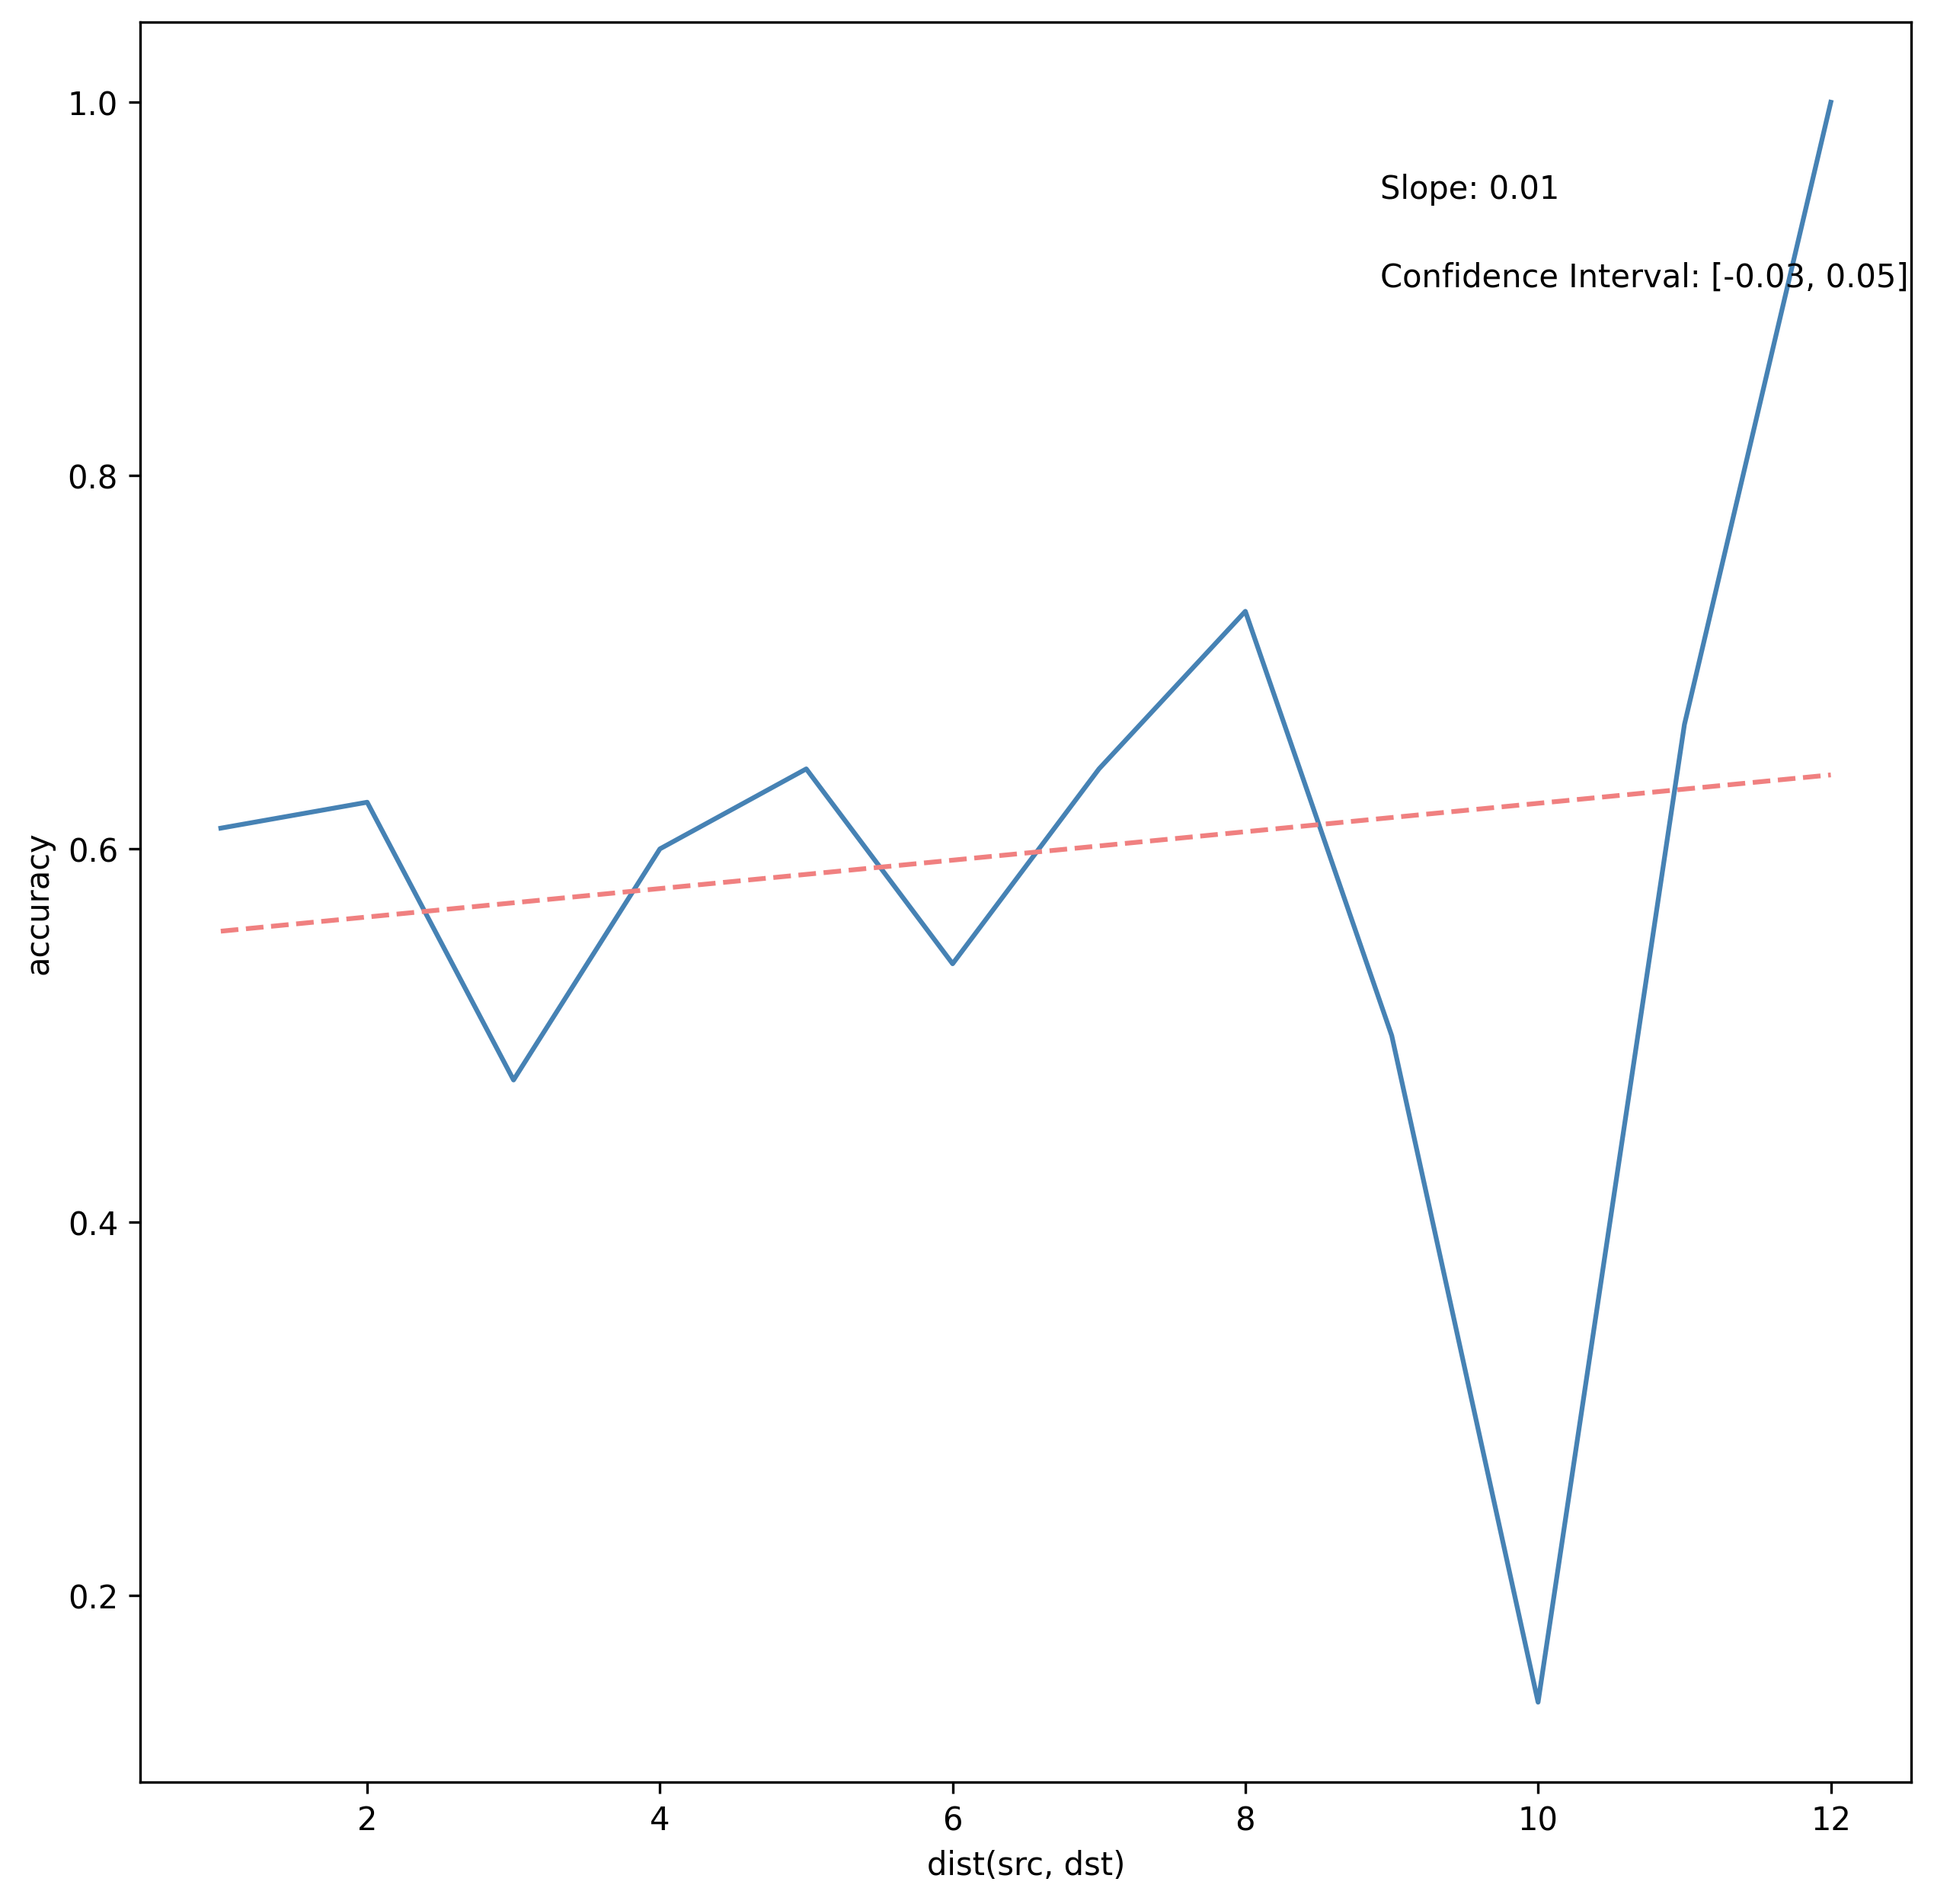 1.0
0.8
0.6
0.4
0.2
accuracy
Slope: 0.01
Confidence Interval: [-0.03, 0.05]
2 4 6 8 10 12
dist(src, dst)